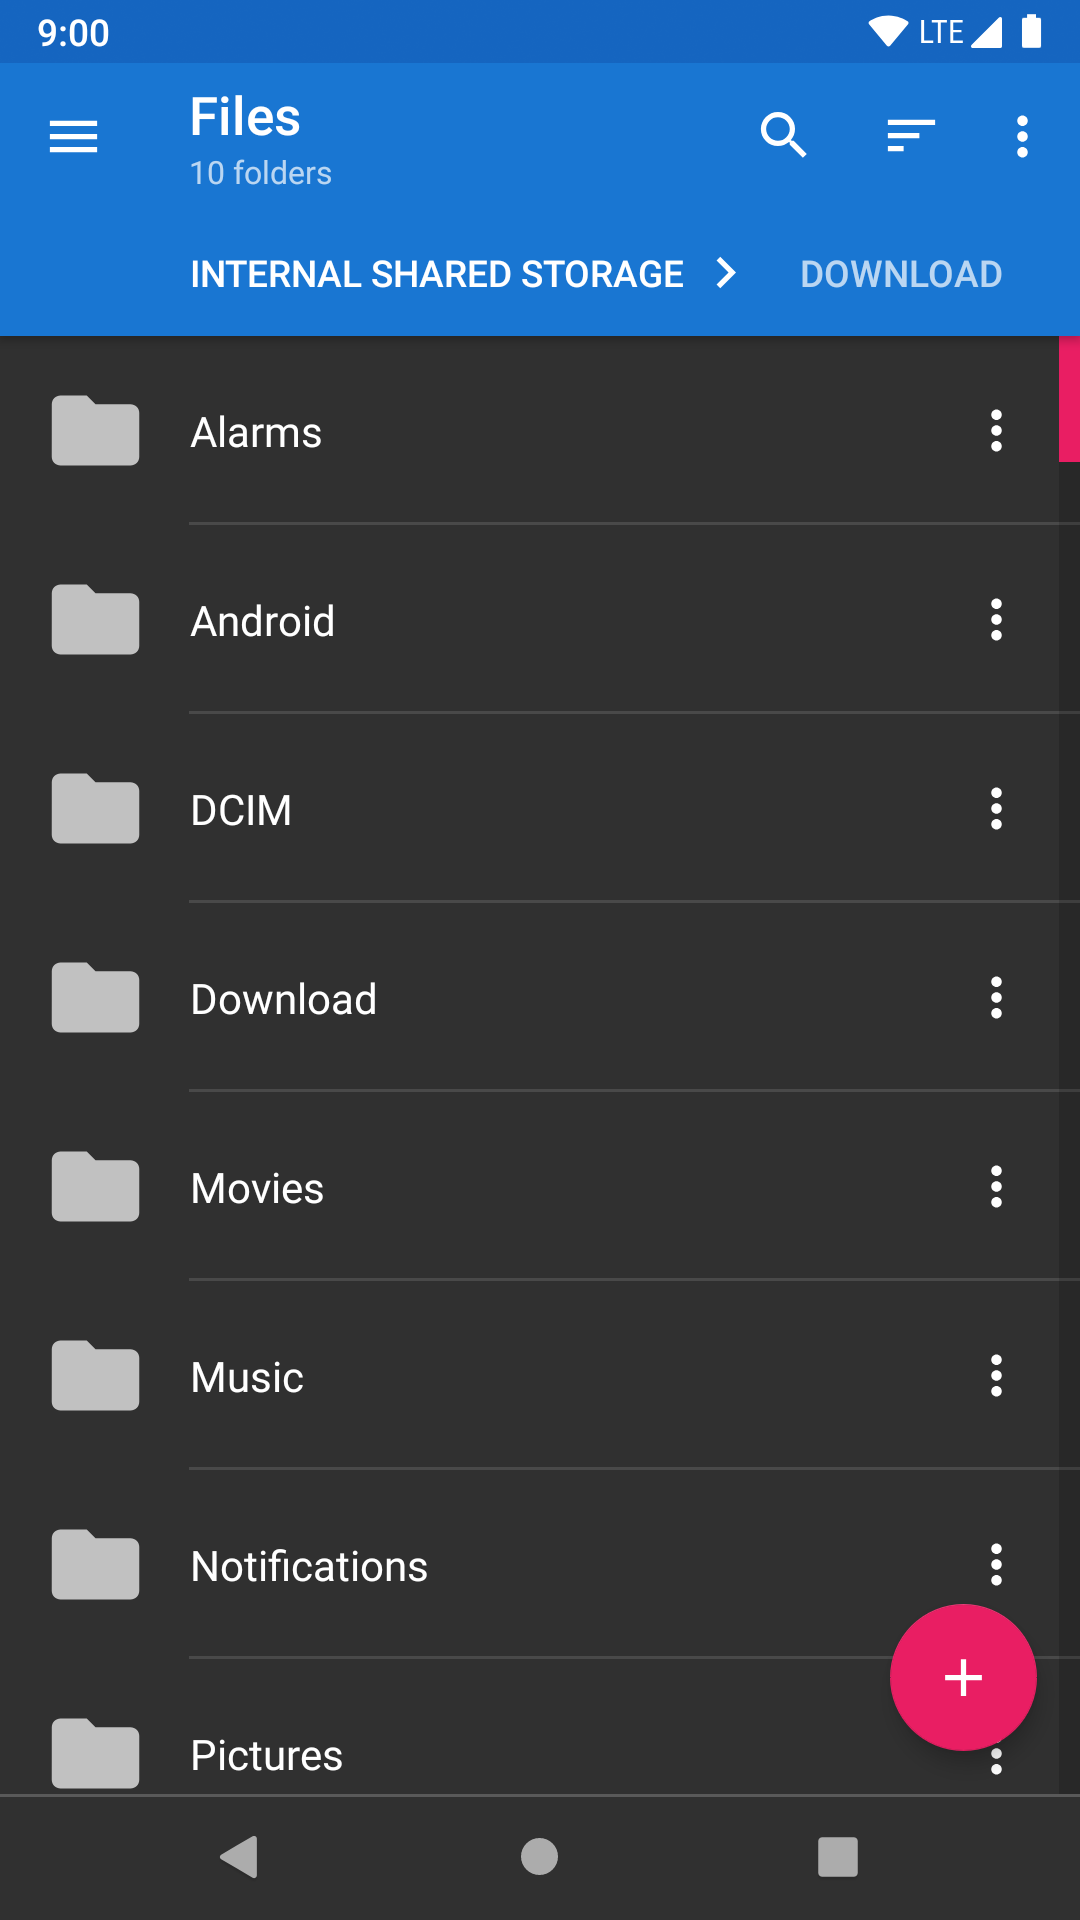 9:00 LTE
Files
10 folders
INTERNAL SHARED STORAGE DOWNLOAD
Alarms
Android
DCIM
Download
Movies
Music
Notifications
Pictures